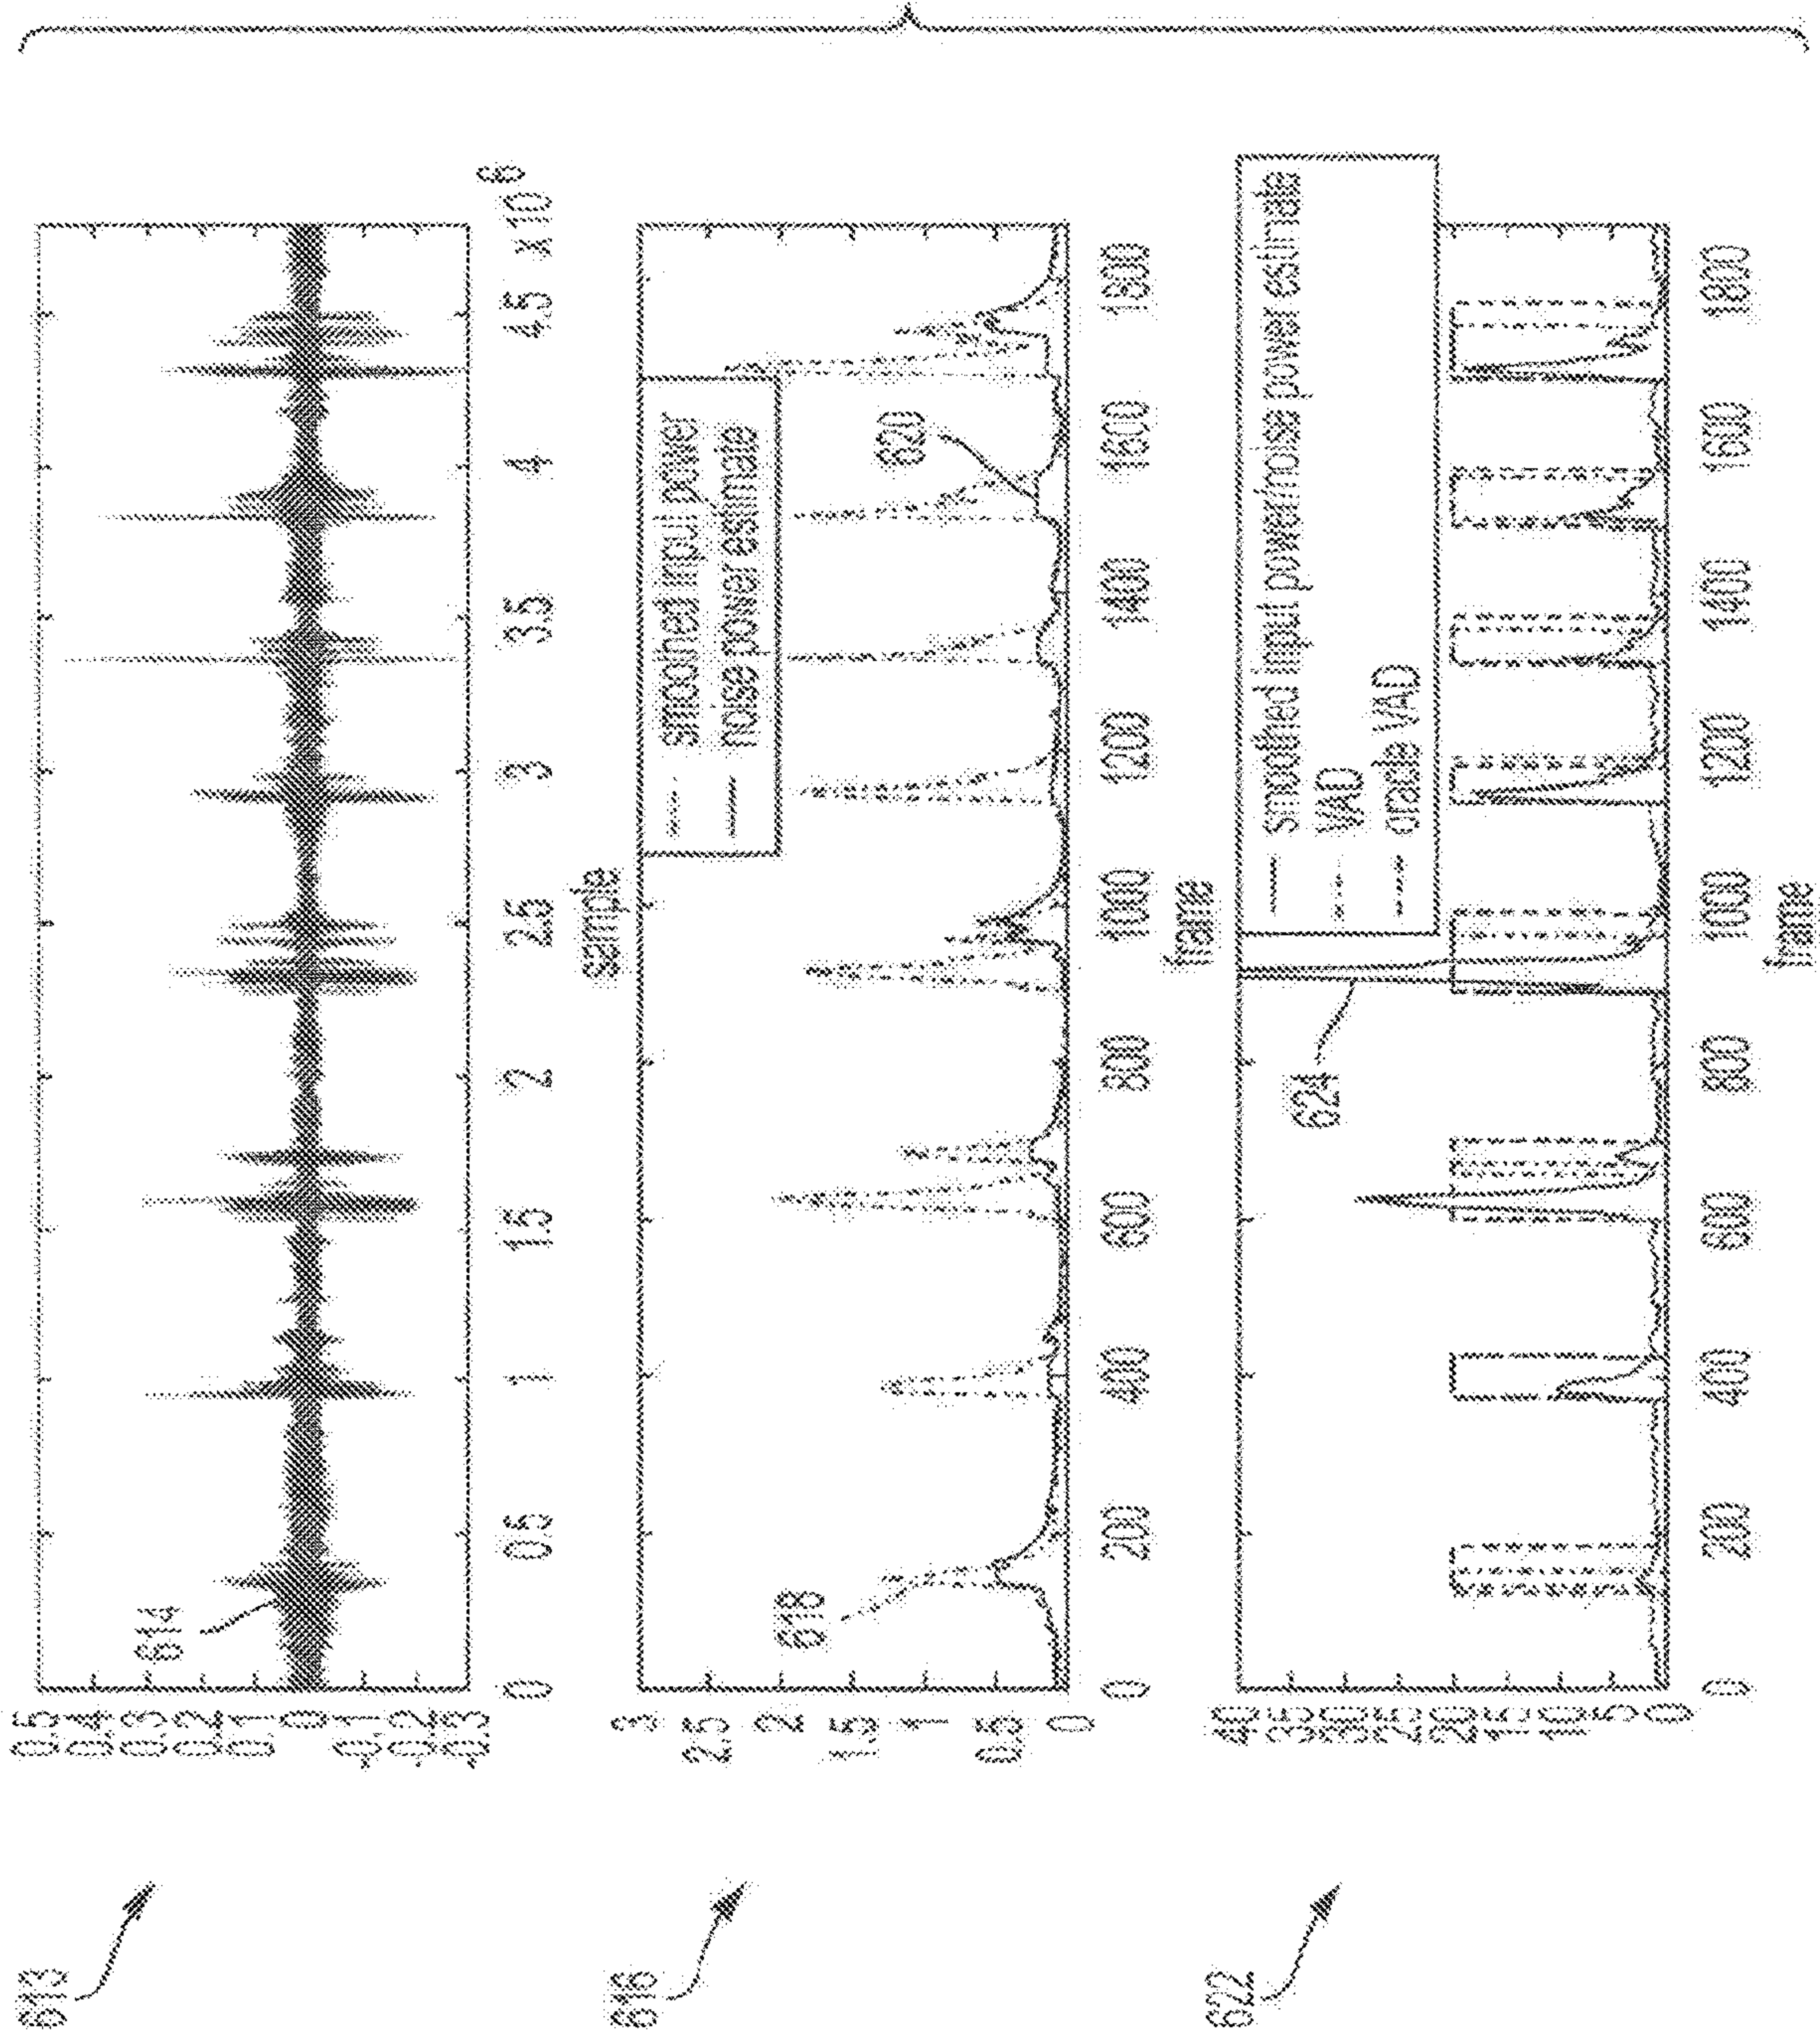 613
0.5
0.4
0.3
0.2
0.1
0
-0.1
-0.2
-0.3
614
0 0.5 1 1.5 2 2.5 3 3.5 4 4.5 x 10 6
sample
616
3
2.5
2
1.5
1
0.5
0
618
smoothed input power
noise power estimate
620
0 200 400 600 800 1000 1200 1400 1600 1800
frame
622
40
35
30
25
20
15
10
5
0
624
smoothed input power/noise power estimate
VAD
oracle VAD
0 200 400 600 800 1000 1200 1400 1600 1800
frame